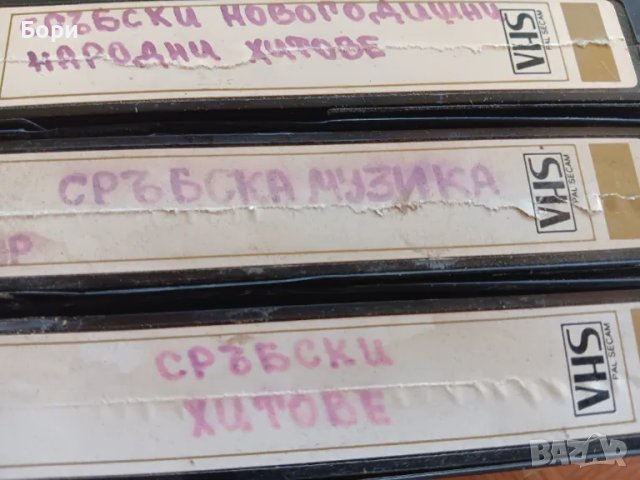 Бори
СРЪБСКИ НОВОГОДИШНИ
НАРОДНИ ХИТОВЕ
VHS
PAL SECAM
СРЪБСКА МУЗИКА
VHS
PAL SECAM
СРЪБСКИ
ХИТОВЕ
VHS
PAL SECAM
BAZAR